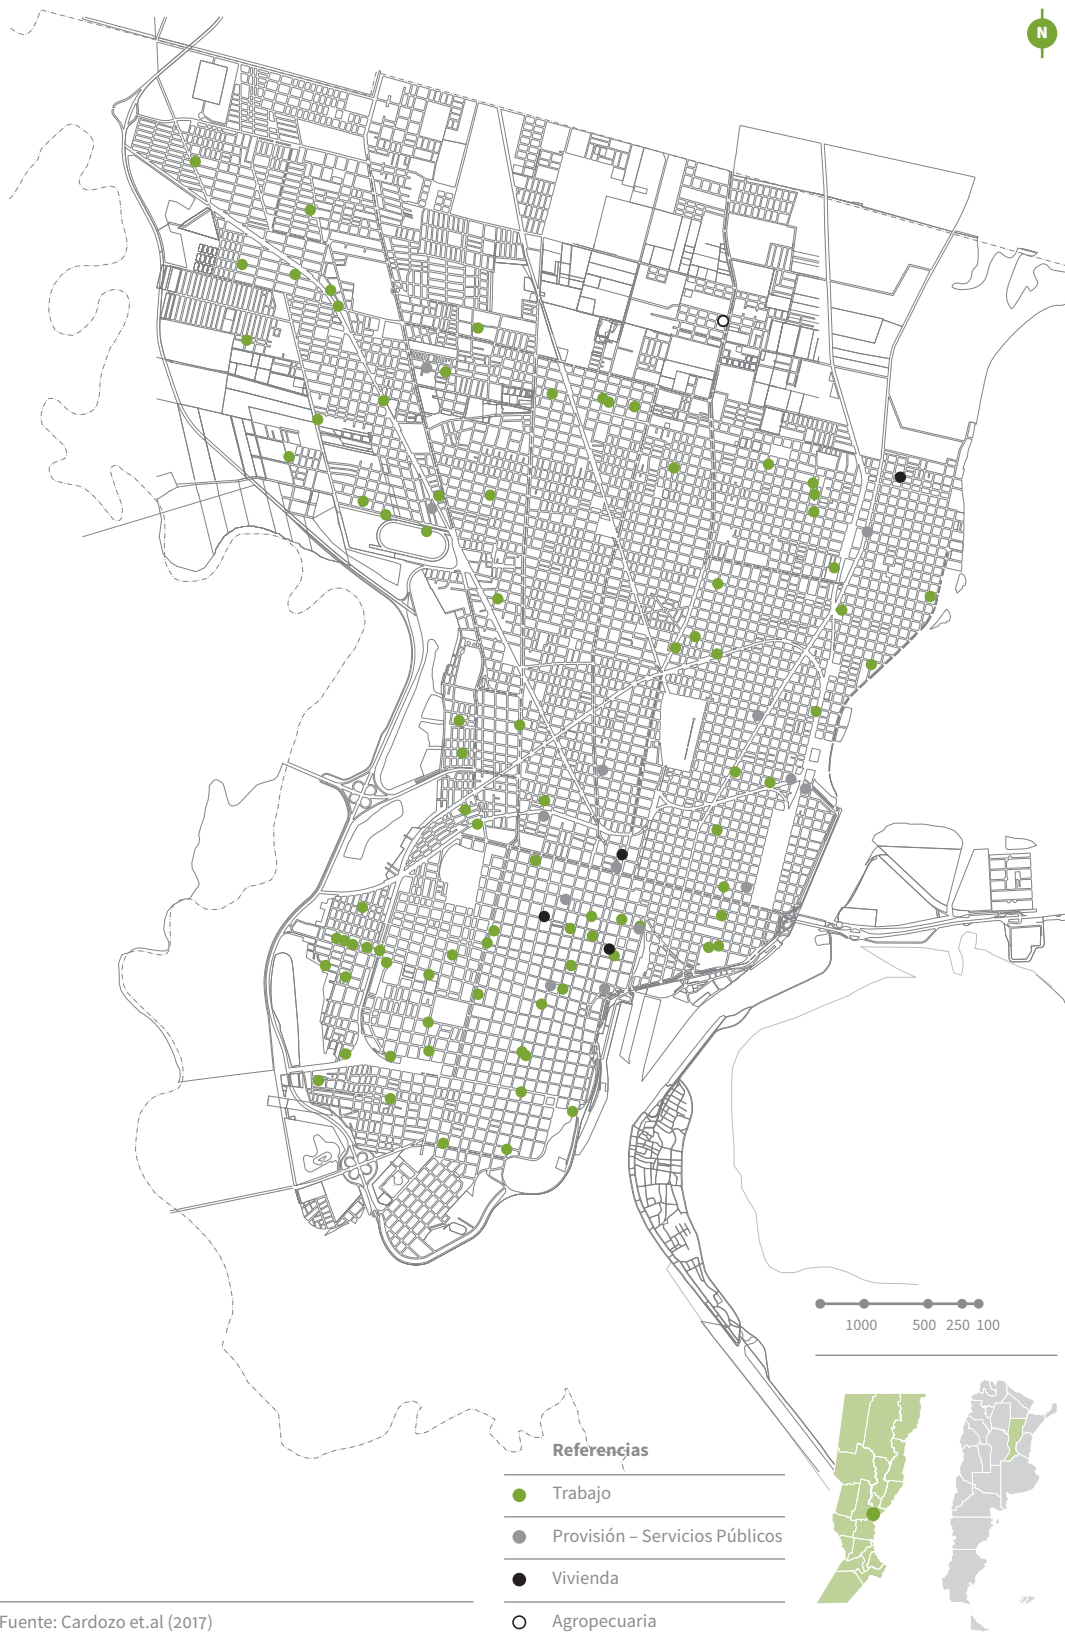 N
1000 500 250 100
Referencias
Trabajo
Provisión – Servicios Públicos
Vivienda
Agropecuaria
Fuente: Cardozo et.al (2017)